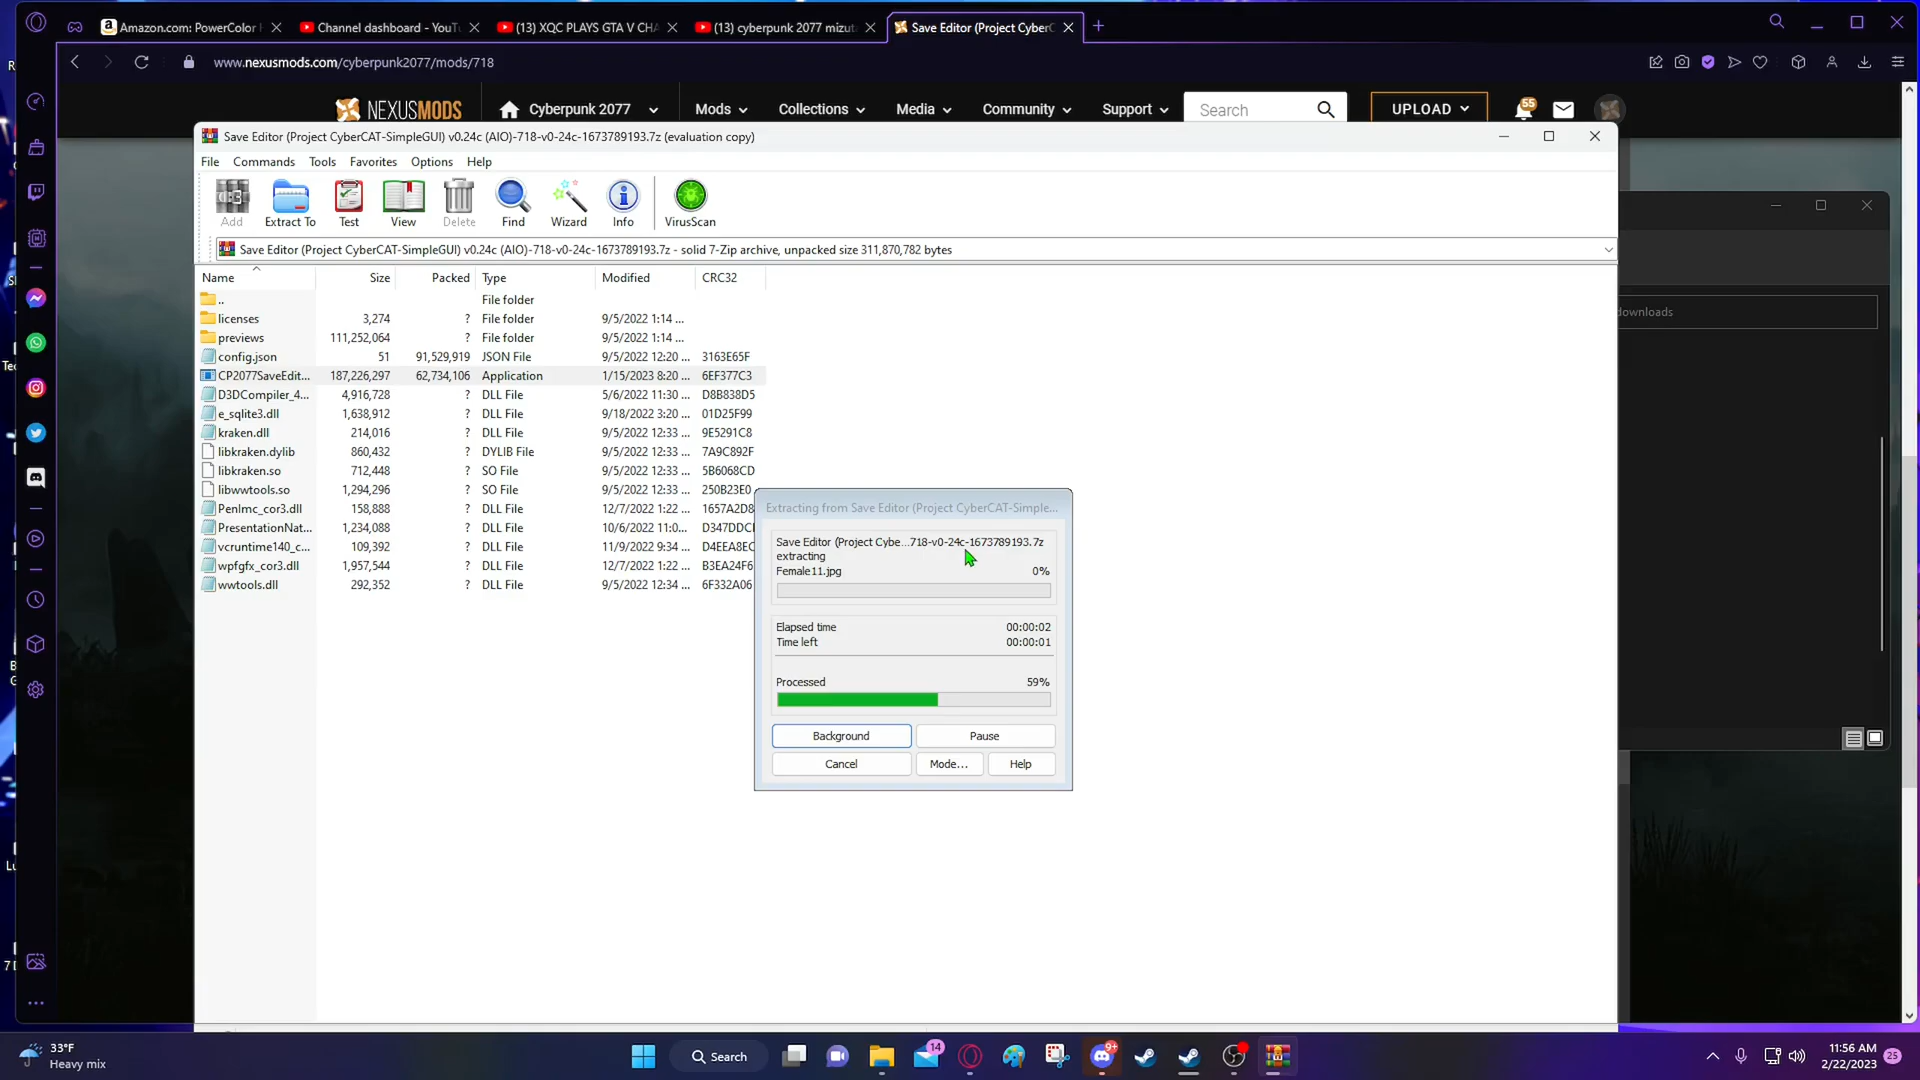 Amazon.com: PowerColor
Channel dashboard - YouT
(13) XQC PLAYS GTA V CHA
(13) cyberpunk 2077 mizut
Save Editor (Project CyberC
www.nexusmods.com/cyberpunk2077/mods/718
NEXUSMODS
Cyberpunk 2077
Mods
Collections
Media
Community
Support
Search
UPLOAD
55
Save Editor (Project CyberCAT-SimpleGUI) v0.24c (AIO)-718-v0-24c-1673789193.7z (evaluation copy)
File Commands Tools Favorites Options Help
Add
Extract To
Test
View
Delete
Find
Wizard
Info
VirusScan
Save Editor (Project CyberCAT-SimpleGUI) v0.24c (AIO)-718-v0-24c-1673789193.7z - solid 7-Zip archive, unpacked size 311,870,782 bytes
downloads
Name Size Packed Type Modified CRC32
.. File folder
licenses 3,274 ? File folder 9/5/2022 1:14 ...
previews 111,252,064 ? File folder 9/5/2022 1:14 ...
config.json 51 91,529,919 JSON File 9/5/2022 12:20 ... 3163E65F
CP2077SaveEdit... 187,226,297 62,734,106 Application 1/15/2023 8:20 ... 6EF377C3
D3DCompiler_4... 4,916,728 ? DLL File 5/6/2022 11:30 ... D8B838D5
e_sqlite3.dll 1,638,912 ? DLL File 9/18/2022 3:20 ... 01D25F99
kraken.dll 214,016 ? DLL File 9/5/2022 12:33 ... 9E5291C8
libkraken.dylib 860,432 ? DYLIB File 9/5/2022 12:33 ... 7A9C892F
libkraken.so 712,448 ? SO File 9/5/2022 12:33 ... 5B6068CD
libwwtools.so 1,294,296 ? SO File 9/5/2022 12:33 ... 250B23E0
PenImc_cor3.dll 158,888 ? DLL File 12/7/2022 1:22 ... 1657A2D8
PresentationNat... 1,234,088 ? DLL File 10/6/2022 11:0... D347DDC
vcruntime140_c... 109,392 ? DLL File 11/9/2022 9:34 ... D4EEA8EC
wpfgfx_cor3.dll 1,957,544 ? DLL File 12/7/2022 1:22 ... B3EA24F6
wwtools.dll 292,352 ? DLL File 9/5/2022 12:34 ... 6F332A06
Extracting from Save Editor (Project CyberCAT-Simple...
Save Editor (Project Cybe...718-v0-24c-1673789193.7z
extracting
Female11.jpg 0%
Elapsed time 00:00:02
Time left 00:00:01
Processed 59%
Background
Pause
Cancel
Mode...
Help
33°F
Heavy mix
Search
14
9+
11:56 AM
2/22/2023
25